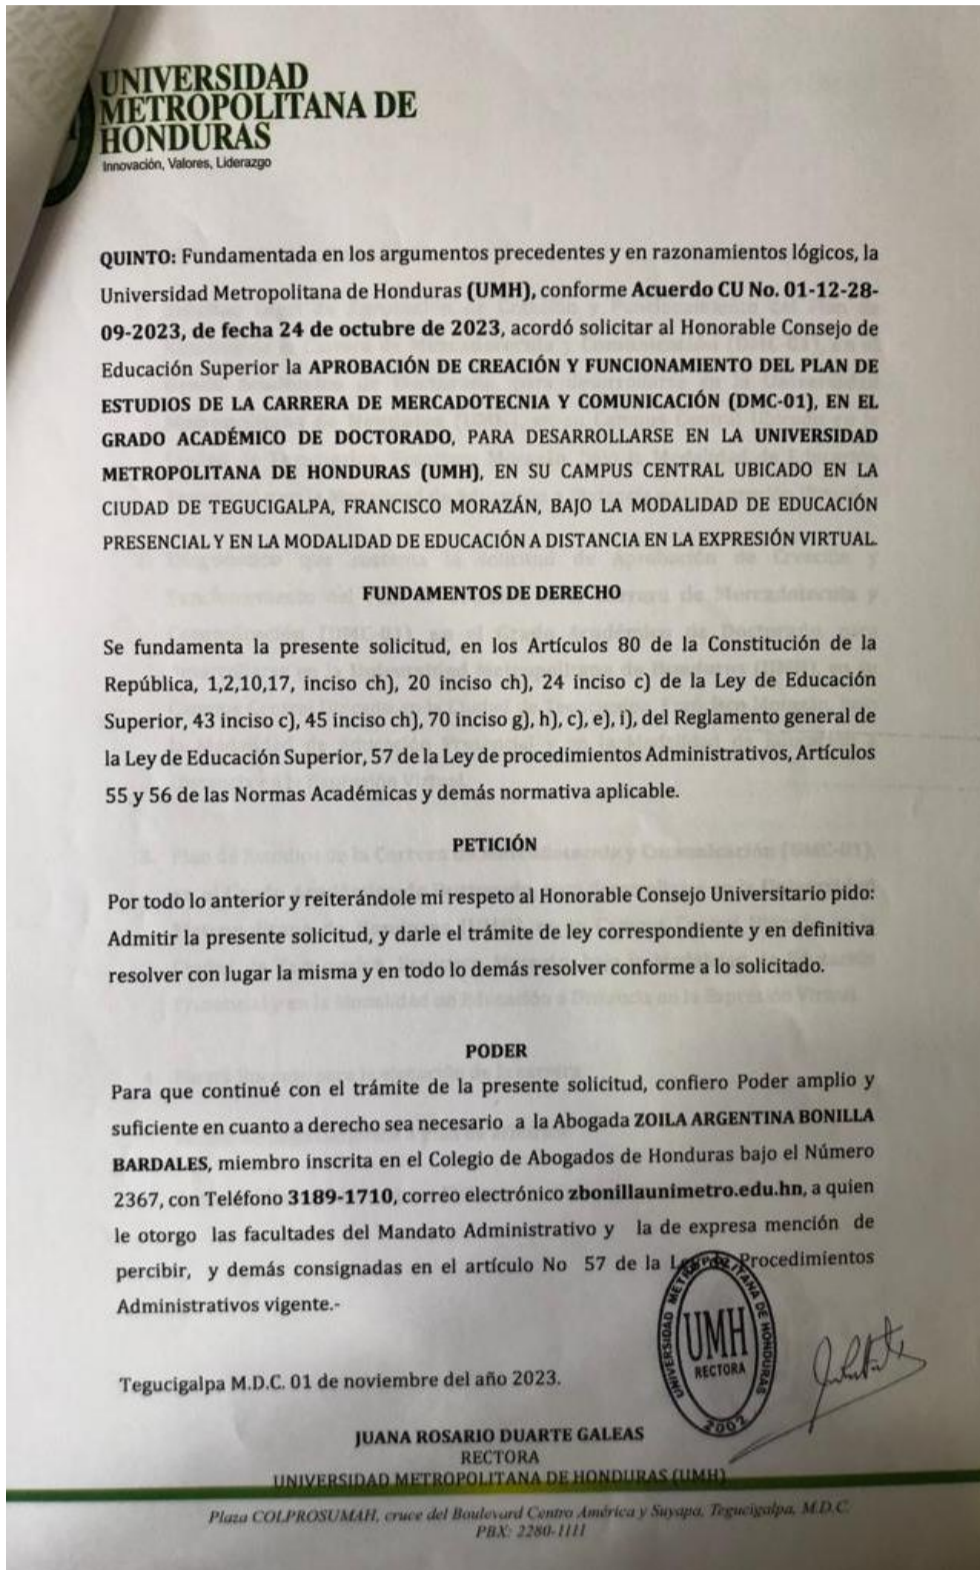 UNIVERSIDAD
METROPOLITANA DE
HONDURAS
Innovación, Valores, Liderazgo
QUINTO: Fundamentada en los argumentos precedentes y en razonamientos lógicos, la
Universidad Metropolitana de Honduras (UMH), conforme Acuerdo CU No. 01-12-28-
09-2023, de fecha 24 de octubre de 2023, acordó solicitar al Honorable Consejo de
Educación Superior la APROBACIÓN DE CREACIÓN Y FUNCIONAMIENTO DEL PLAN DE
ESTUDIOS DE LA CARRERA DE MERCADOTECNIA Y COMUNICACIÓN (DMC-01), EN EL
GRADO ACADÉMICO DE DOCTORADO, PARA DESARROLLARSE EN LA UNIVERSIDAD
METROPOLITANA DE HONDURAS (UMH), EN SU CAMPUS CENTRAL UBICADO EN LA
CIUDAD DE TEGUCIGALPA, FRANCISCO MORAZÁN, BAJO LA MODALIDAD DE EDUCACIÓN
PRESENCIAL Y EN LA MODALIDAD DE EDUCACIÓN A DISTANCIA EN LA EXPRESIÓN VIRTUAL.
FUNDAMENTOS DE DERECHO
Se fundamenta la presente solicitud, en los Artículos 80 de la Constitución de la
República, 1,2,10,17, inciso ch), 20 inciso ch), 24 inciso c) de la Ley de Educación
Superior, 43 inciso c), 45 inciso ch), 70 inciso g), h), c), e), i), del Reglamento general de
la Ley de Educación Superior, 57 de la Ley de procedimientos Administrativos, Artículos
55 y 56 de las Normas Académicas y demás normativa aplicable.
PETICIÓN
Por todo lo anterior y reiterándole mi respeto al Honorable Consejo Universitario pido:
Admitir la presente solicitud, y darle el trámite de ley correspondiente y en definitiva
resolver con lugar la misma y en todo lo demás resolver conforme a lo solicitado.
PODER
Para que continué con el trámite de la presente solicitud, confiero Poder amplio y
suficiente en cuanto a derecho sea necesario a la Abogada ZOILA ARGENTINA BONILLA
BARDALES, miembro inscrita en el Colegio de Abogados de Honduras bajo el Número
2367, con Teléfono 3189-1710, correo electrónico zbonillaunimetro.edu.hn, a quien
le otorgo las facultades del Mandato Administrativo y la de expresa mención de
percibir, y demás consignadas en el artículo No 57 de la Ley de Procedimientos
Administrativos vigente.-
UNIVERSIDAD METROPOLITANA DE HONDURAS
UMH
RECTORA
2002
Tegucigalpa M.D.C. 01 de noviembre del año 2023.
JUANA ROSARIO DUARTE GALEAS
RECTORA
UNIVERSIDAD METROPOLITANA DE HONDURAS (UMH)
Plaza COLPROSUMAH, cruce del Boulevard Centro América y Suyapa, Tegucigalpa, M.D.C.
PBX: 2280-1111